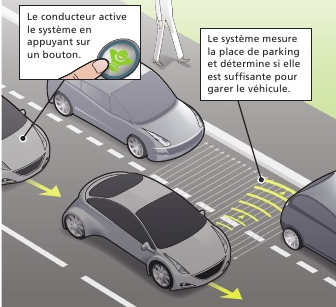 Le conducteur active
le système en
appuyant sur
un bouton.
Le système mesure
la place de parking
et détermine si elle
est suffisante pour
garer le véhicule.